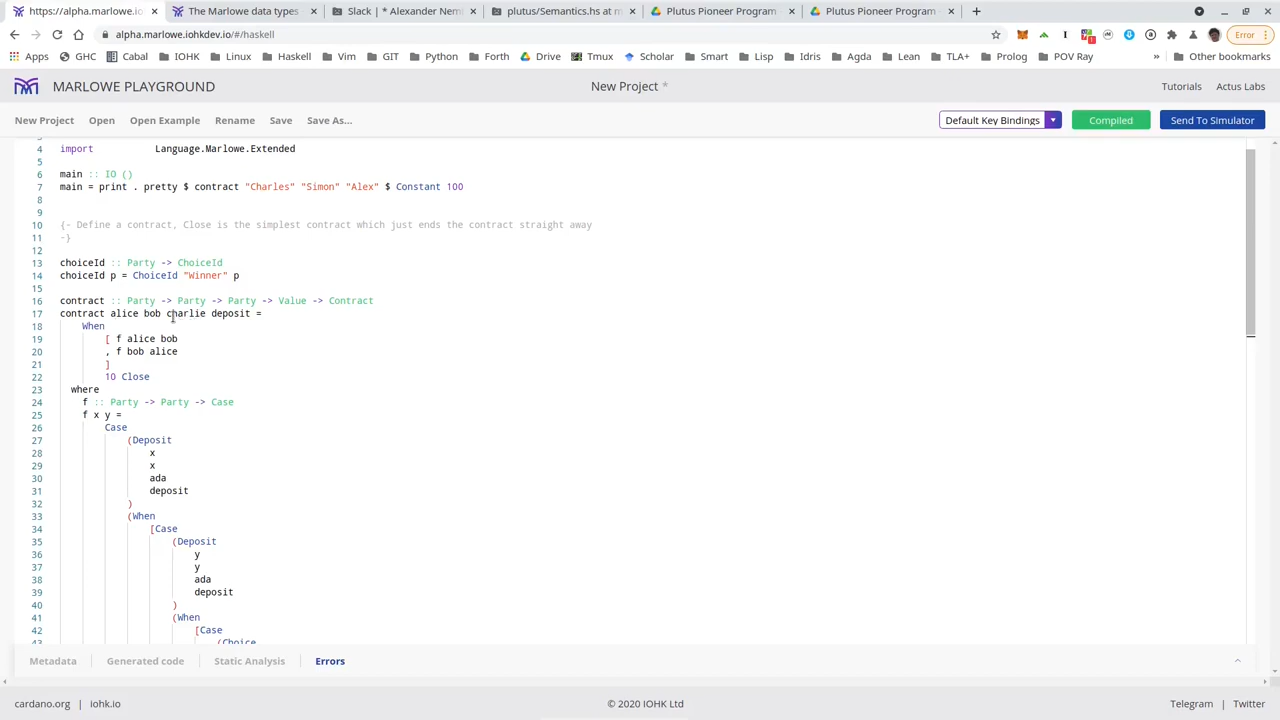 https://alpha.marlowe.io
The Marlowe data types
Slack | * Alexander Nem
plutus/Semantics.hs at m
Plutus Pioneer Program
Plutus Pioneer Program
alpha.marlowe.iohkdev.io/#/haskell
Error
Apps GHC Cabal IOHK Linux Haskell Vim GIT Python Forth Drive Tmux Scholar Smart Lisp Idris Agda Lean TLA+ Prolog POV Ray » Other bookmarks
MARLOWE PLAYGROUND New Project * Tutorials Actus Labs
New Project Open Open Example Rename Save Save As... Default Key Bindings Compiled Send To Simulator
4 import Language.Marlowe.Extended
5
6 main :: IO ()
7 main = print . pretty $ contract "Charles" "Simon" "Alex" $ Constant 100
8
9
10 {- Define a contract, Close is the simplest contract which just ends the contract straight away
11 -}
12
13 choiceId :: Party -> ChoiceId
14 choiceId p = ChoiceId "Winner" p
15
16 contract :: Party -> Party -> Party -> Value -> Contract
17 contract alice bob charlie deposit =
18 When
19 [ f alice bob
20 , f bob alice
21 ]
22 10 Close
23 where
24 f :: Party -> Party -> Case
25 f x y =
26 Case
27 (Deposit
28 x
29 x
30 ada
31 deposit
32 )
33 (When
34 [Case
35 (Deposit
36 y
37 y
38 ada
39 deposit
40 )
41 (When
42 [Case
43 (Choice
Metadata Generated code Static Analysis Errors
cardano.org | iohk.io © 2020 IOHK Ltd Telegram | Twitter